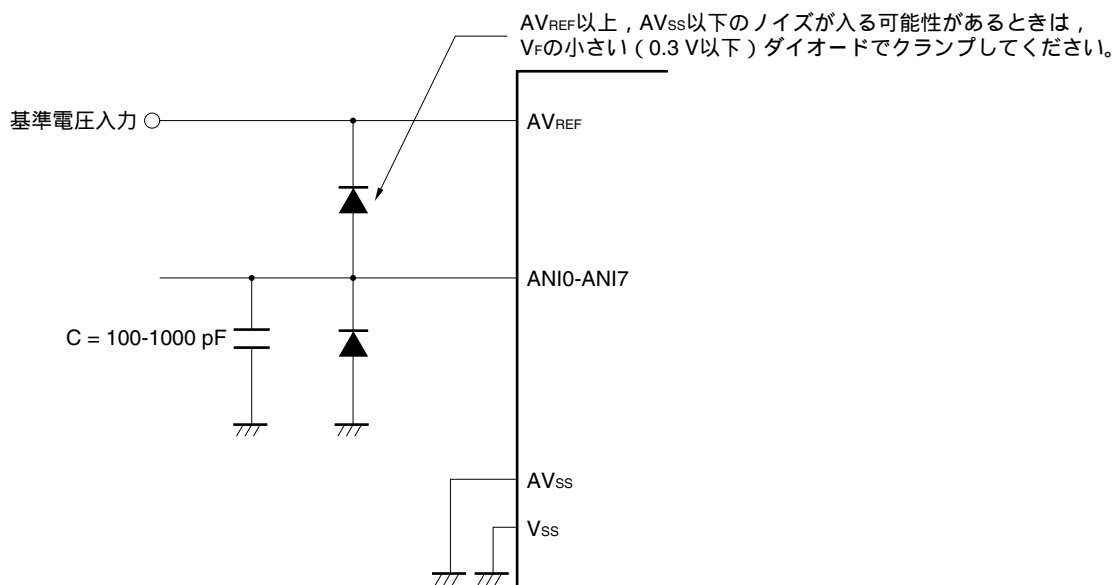 AVREF以上，AVSS以下のノイズが入る可能性があるときは，
VFの小さい（0.3 V以下）ダイオードでクランプしてください。
基準電圧入力
AVREF
ANI0-ANI7
C = 100-1000 pF
AVSS
VSS